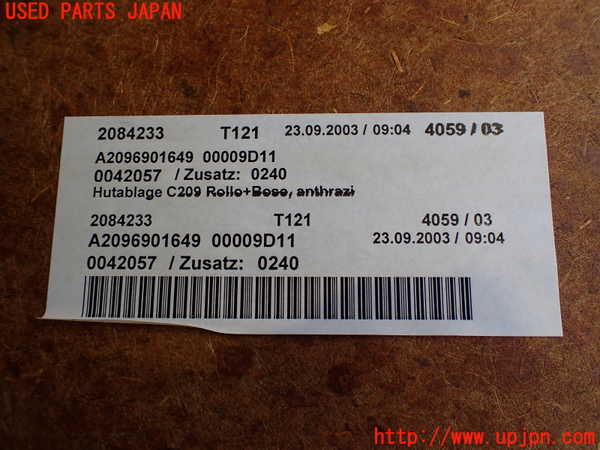 USED PARTS JAPAN
2084233 T121 23.09.2003 / 09:04 4059 / 03
A2096901649 00009D11
0042057 / Zusatz: 0240
Hutablage C209 Rollo+Bose, anthrazi
2084233 T121 4059 / 03
A2096901649 00009D11 23.09.2003 / 09:04
0042057 / Zusatz: 0240
http://www.upjpn.com/